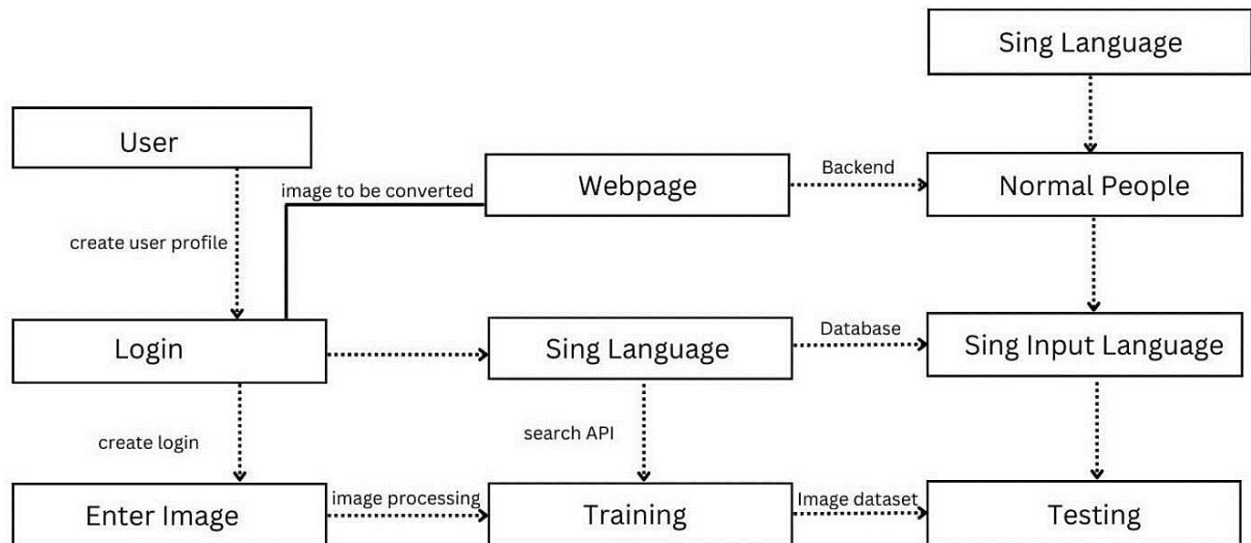 Sing Language
User
image to be converted
Webpage
Backend
Normal People
create user profile
Login
Sing Language
Database
Sing Input Language
create login
search API
Enter Image
image processing
Training
Image dataset
Testing